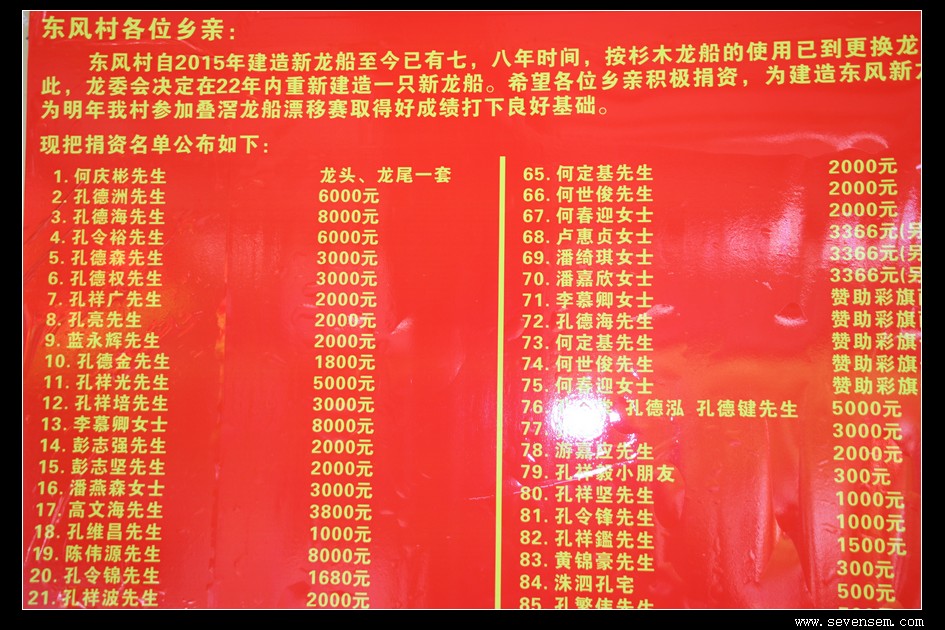 东风村各位乡亲：
东风村自2015年建造新龙船至今已有七，八年时间，按杉木龙船的使用已到更换龙
此，龙委会决定在22年内重新建造一只新龙船。希望各位乡亲积极捐资，为建造东风新龙
为明年我村参加叠滘龙船漂移赛取得好成绩打下良好基础。
现把捐资名单公布如下：
1. 何庆彬先生 龙头、龙尾一套
2. 孔德洲先生 6000元
3. 孔德海先生 8000元
4. 孔令裕先生 6000元
5. 孔德森先生 3000元
6. 孔德权先生 3000元
7. 孔祥广先生 2000元
8. 孔亮先生 2000元
9. 蓝永辉先生 2000元
10. 孔德金先生 1800元
11. 孔祥光先生 5000元
12. 孔祥培先生 3000元
13. 李慕卿女士 8000元
14. 彭志强先生 2000元
15. 彭志坚先生 2000元
16. 潘燕森女士 3000元
17. 高文海先生 3800元
18. 孔维昌先生 1000元
19. 陈伟源先生 8000元
20. 孔令锦先生 1680元
21. 孔祥波先生 2000元
65. 何定基先生 2000元
66. 何世俊先生 2000元
67. 何春迎女士 2000元
68. 卢惠贞女士 3366元(另
69. 潘绮琪女士 3366元(另
70. 潘嘉欣女士 3366元(另
71. 李慕卿女士 赞助彩旗
72. 孔德海先生 赞助彩旗
73. 何定基先生 赞助彩旗
74. 何世俊先生 赞助彩旗
75. 何春迎女士 赞助彩旗
76 孔德泓 孔德键先生 5000元
77 3000元
78. 游嘉应先生 2000元
79. 孔祥毅小朋友 300元
80. 孔祥坚先生 1000元
81. 孔令锋先生 1000元
82. 孔祥鑑先生 1500元
83. 黄锦豪先生 300元
84. 洙泗孔宅 500元
85. 孔繁伟先生
www.sevensem.com